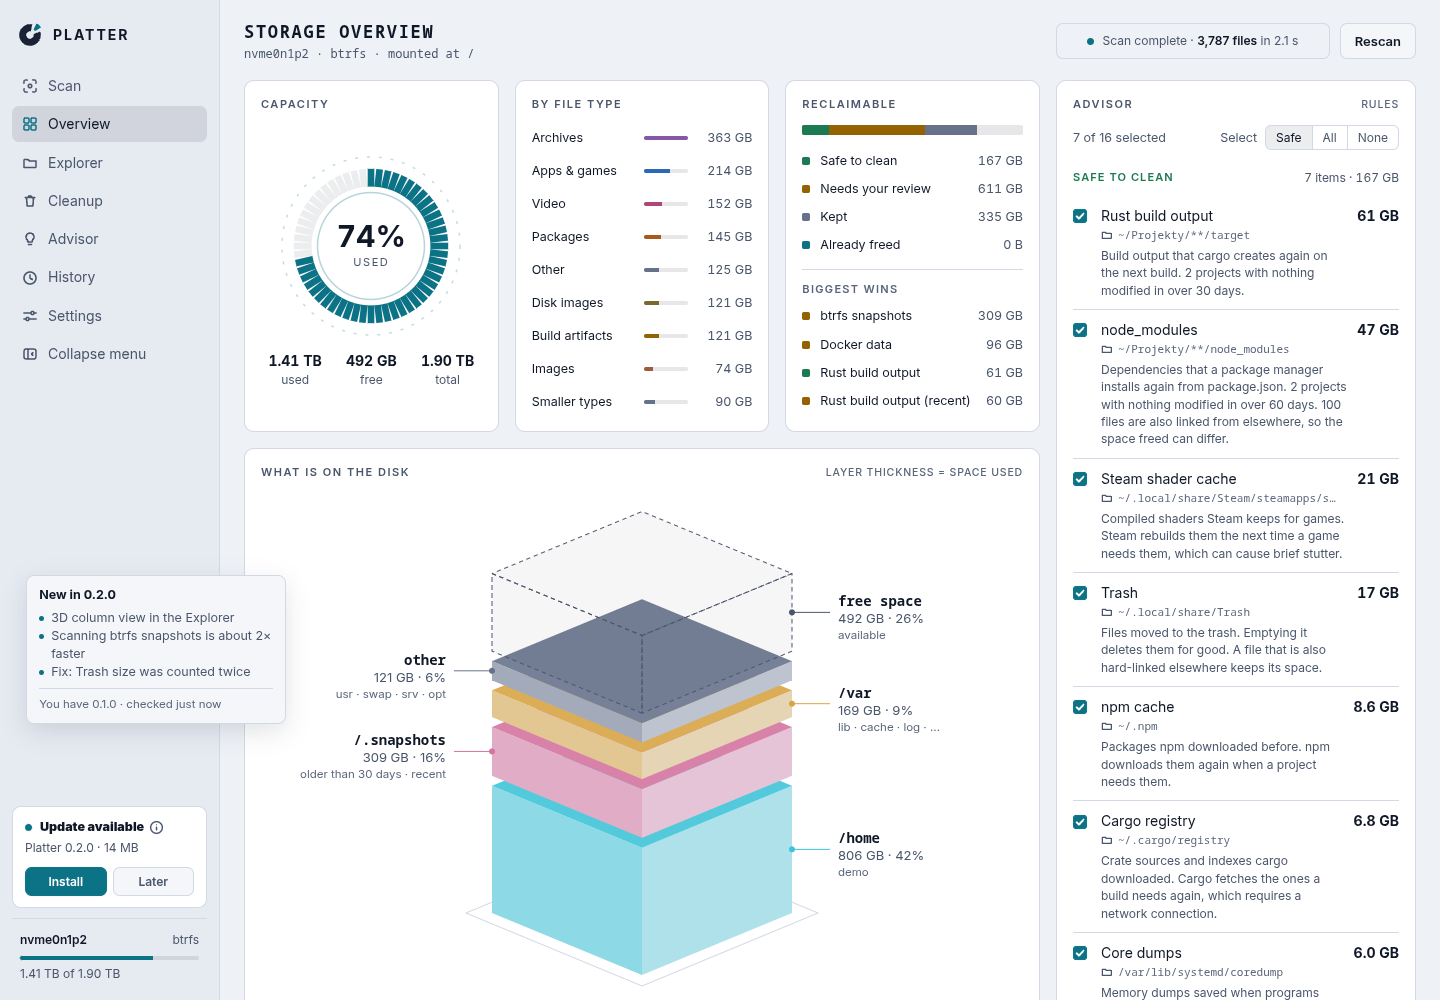 PLATTER
Scan
Overview
Explorer
Cleanup
Advisor
History
Settings
Collapse menu
New in 0.2.0
3D column view in the Explorer
Scanning btrfs snapshots is about 2×
faster
Fix: Trash size was counted twice
You have 0.1.0 · checked just now
Update available
Platter 0.2.0 · 14 MB
Install
Later
nvme0n1p2
btrfs
1.41 TB of 1.90 TB
STORAGE OVERVIEW
nvme0n1p2 · btrfs · mounted at /
Scan complete · 3,787 files in 2.1 s
Rescan
CAPACITY
74%
USED
1.41 TB
used
492 GB
free
1.90 TB
total
BY FILE TYPE
Archives 363 GB
Apps & games 214 GB
Video 152 GB
Packages 145 GB
Other 125 GB
Disk images 121 GB
Build artifacts 121 GB
Images 74 GB
Smaller types 90 GB
RECLAIMABLE
Safe to clean 167 GB
Needs your review 611 GB
Kept 335 GB
Already freed 0 B
BIGGEST WINS
btrfs snapshots 309 GB
Docker data 96 GB
Rust build output 61 GB
Rust build output (recent) 60 GB
WHAT IS ON THE DISK
LAYER THICKNESS = SPACE USED
free space
492 GB · 26%
available
other
121 GB · 6%
usr · swap · srv · opt
/var
169 GB · 9%
lib · cache · log · …
/.snapshots
309 GB · 16%
older than 30 days · recent
/home
806 GB · 42%
demo
ADVISOR
RULES
7 of 16 selected
Select Safe All None
SAFE TO CLEAN
7 items · 167 GB
Rust build output 61 GB
~/Projekty/**/target
Build output that cargo creates again on
the next build. 2 projects with nothing
modified in over 30 days.
node_modules 47 GB
~/Projekty/**/node_modules
Dependencies that a package manager
installs again from package.json. 2 projects
with nothing modified in over 60 days. 100
files are also linked from elsewhere, so the
space freed can differ.
Steam shader cache 21 GB
~/.local/share/Steam/steamapps/s…
Compiled shaders Steam keeps for games.
Steam rebuilds them the next time a game
needs them, which can cause brief stutter.
Trash 17 GB
~/.local/share/Trash
Files moved to the trash. Emptying it
deletes them for good. A file that is also
hard-linked elsewhere keeps its space.
npm cache 8.6 GB
~/.npm
Packages npm downloaded before. npm
downloads them again when a project
needs them.
Cargo registry 6.8 GB
~/.cargo/registry
Crate sources and indexes cargo
downloaded. Cargo fetches the ones a
build needs again, which requires a
network connection.
Core dumps 6.0 GB
/var/lib/systemd/coredump
Memory dumps saved when programs